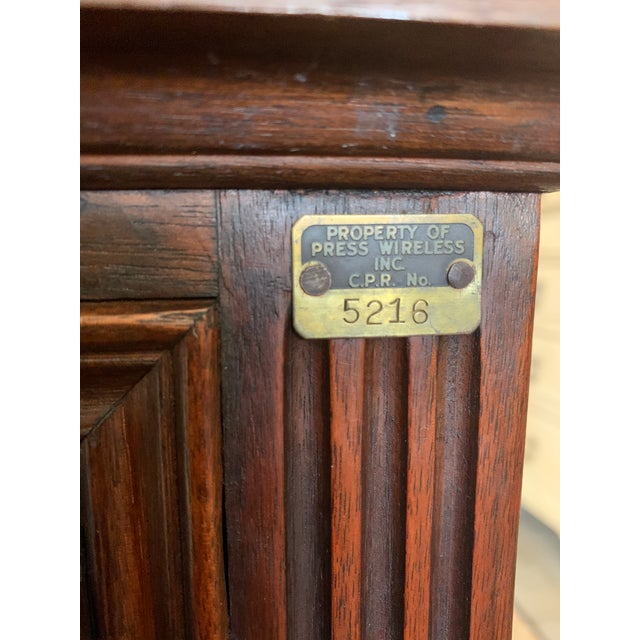 PROPERTY OF
PRESS WIRELESS
INC.
C.P.R. No.
5216